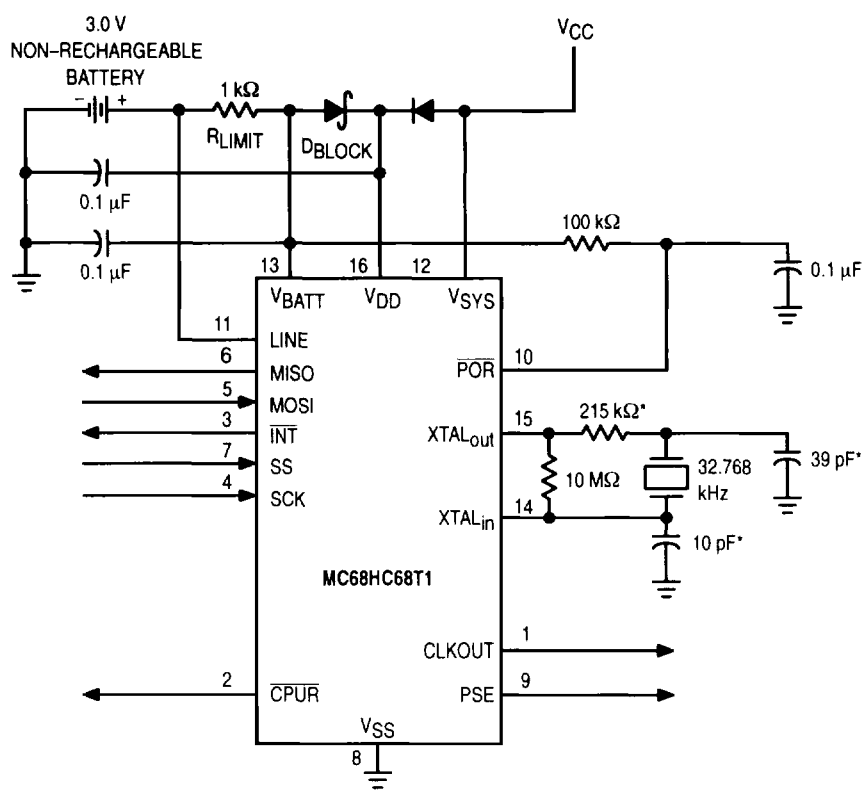 3.0 V
NON–RECHARGEABLE
BATTERY
VCC
– +
1 kΩ
RLIMIT
DBLOCK
0.1 µF
0.1 µF
100 kΩ
0.1 µF
13
16
12
VBATT
VDD
VSYS
11
LINE
6
MISO
5
MOSI
3
INT
7
SS
4
SCK
2
CPUR
10
POR
15
XTALout
215 kΩ*
10 MΩ
32.768
kHz
39 pF*
14
XTALin
10 pF*
MC68HC68T1
1
CLKOUT
9
PSE
VSS
8